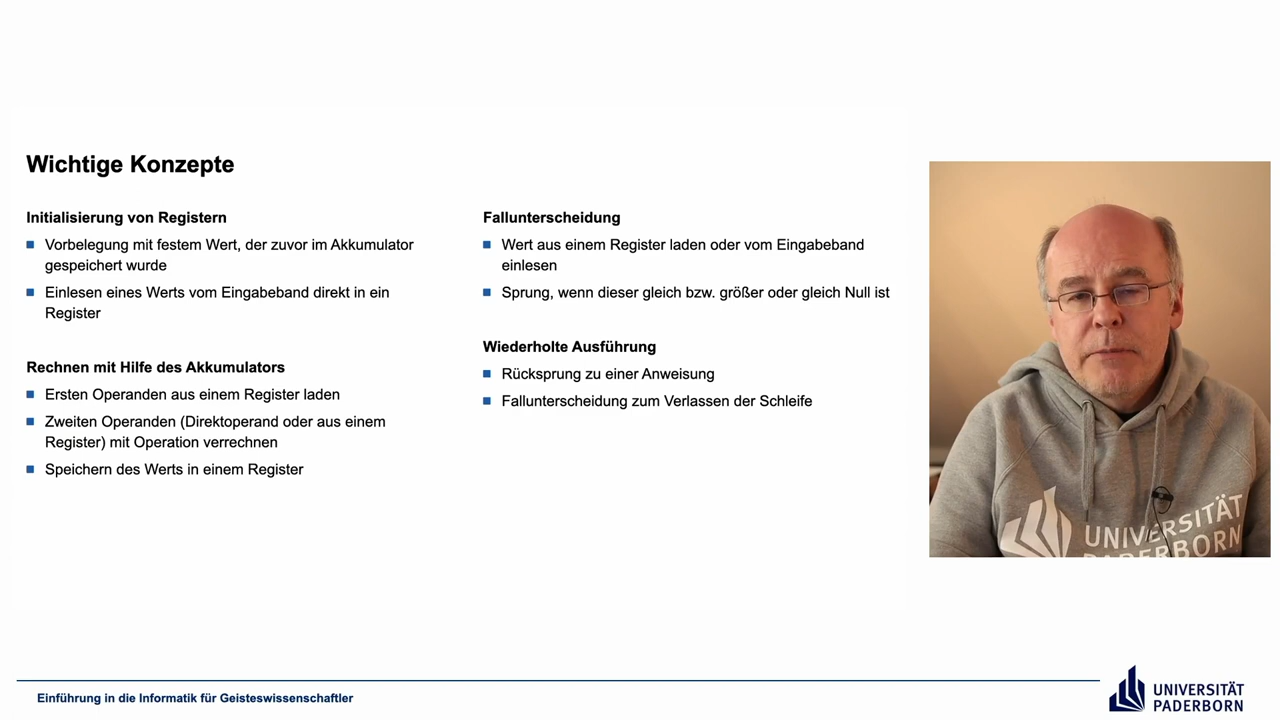 Wichtige Konzepte
Initialisierung von Registern
Vorbelegung mit festem Wert, der zuvor im Akkumulator
gespeichert wurde
Einlesen eines Werts vom Eingabeband direkt in ein
Register
Rechnen mit Hilfe des Akkumulators
Ersten Operanden aus einem Register laden
Zweiten Operanden (Direktoperand oder aus einem
Register) mit Operation verrechnen
Speichern des Werts in einem Register
Fallunterscheidung
Wert aus einem Register laden oder vom Eingabeband
einlesen
Sprung, wenn dieser gleich bzw. größer oder gleich Null ist
Wiederholte Ausführung
Rücksprung zu einer Anweisung
Fallunterscheidung zum Verlassen der Schleife
UNIVERSITÄT
PADERBORN
Einführung in die Informatik für Geisteswissenschaftler
UNIVERSITÄT
PADERBORN